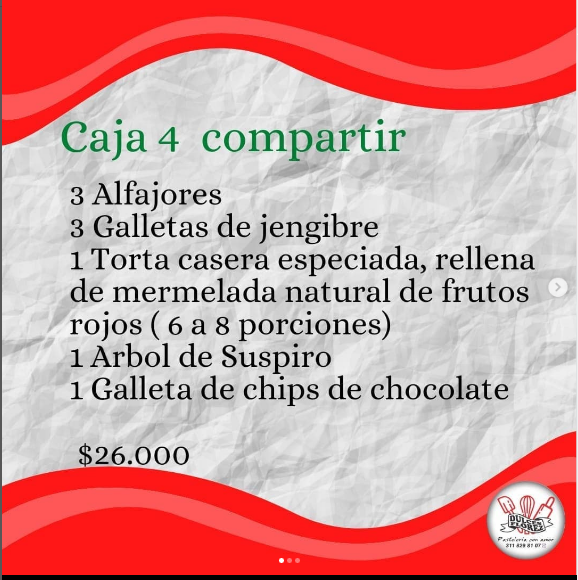 Caja 4 compartir
3 Alfajores
3 Galletas de jengibre
1 Torta casera especiada, rellena
de mermelada natural de frutos
rojos ( 6 a 8 porciones)
1 Arbol de Suspiro
1 Galleta de chips de chocolate
$26.000
DULCES
Pastelería con amor